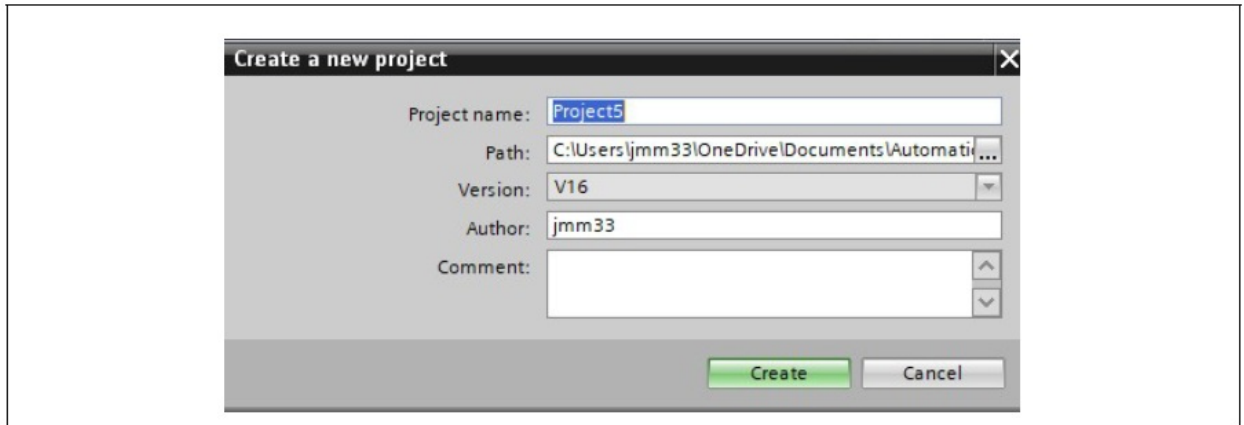 Create a new project
Project name: Project5
Path: C:\Users\jmm33\OneDrive\Documents\Automati ...
Version: V16
Author: jmm33
Comment:
Create Cancel